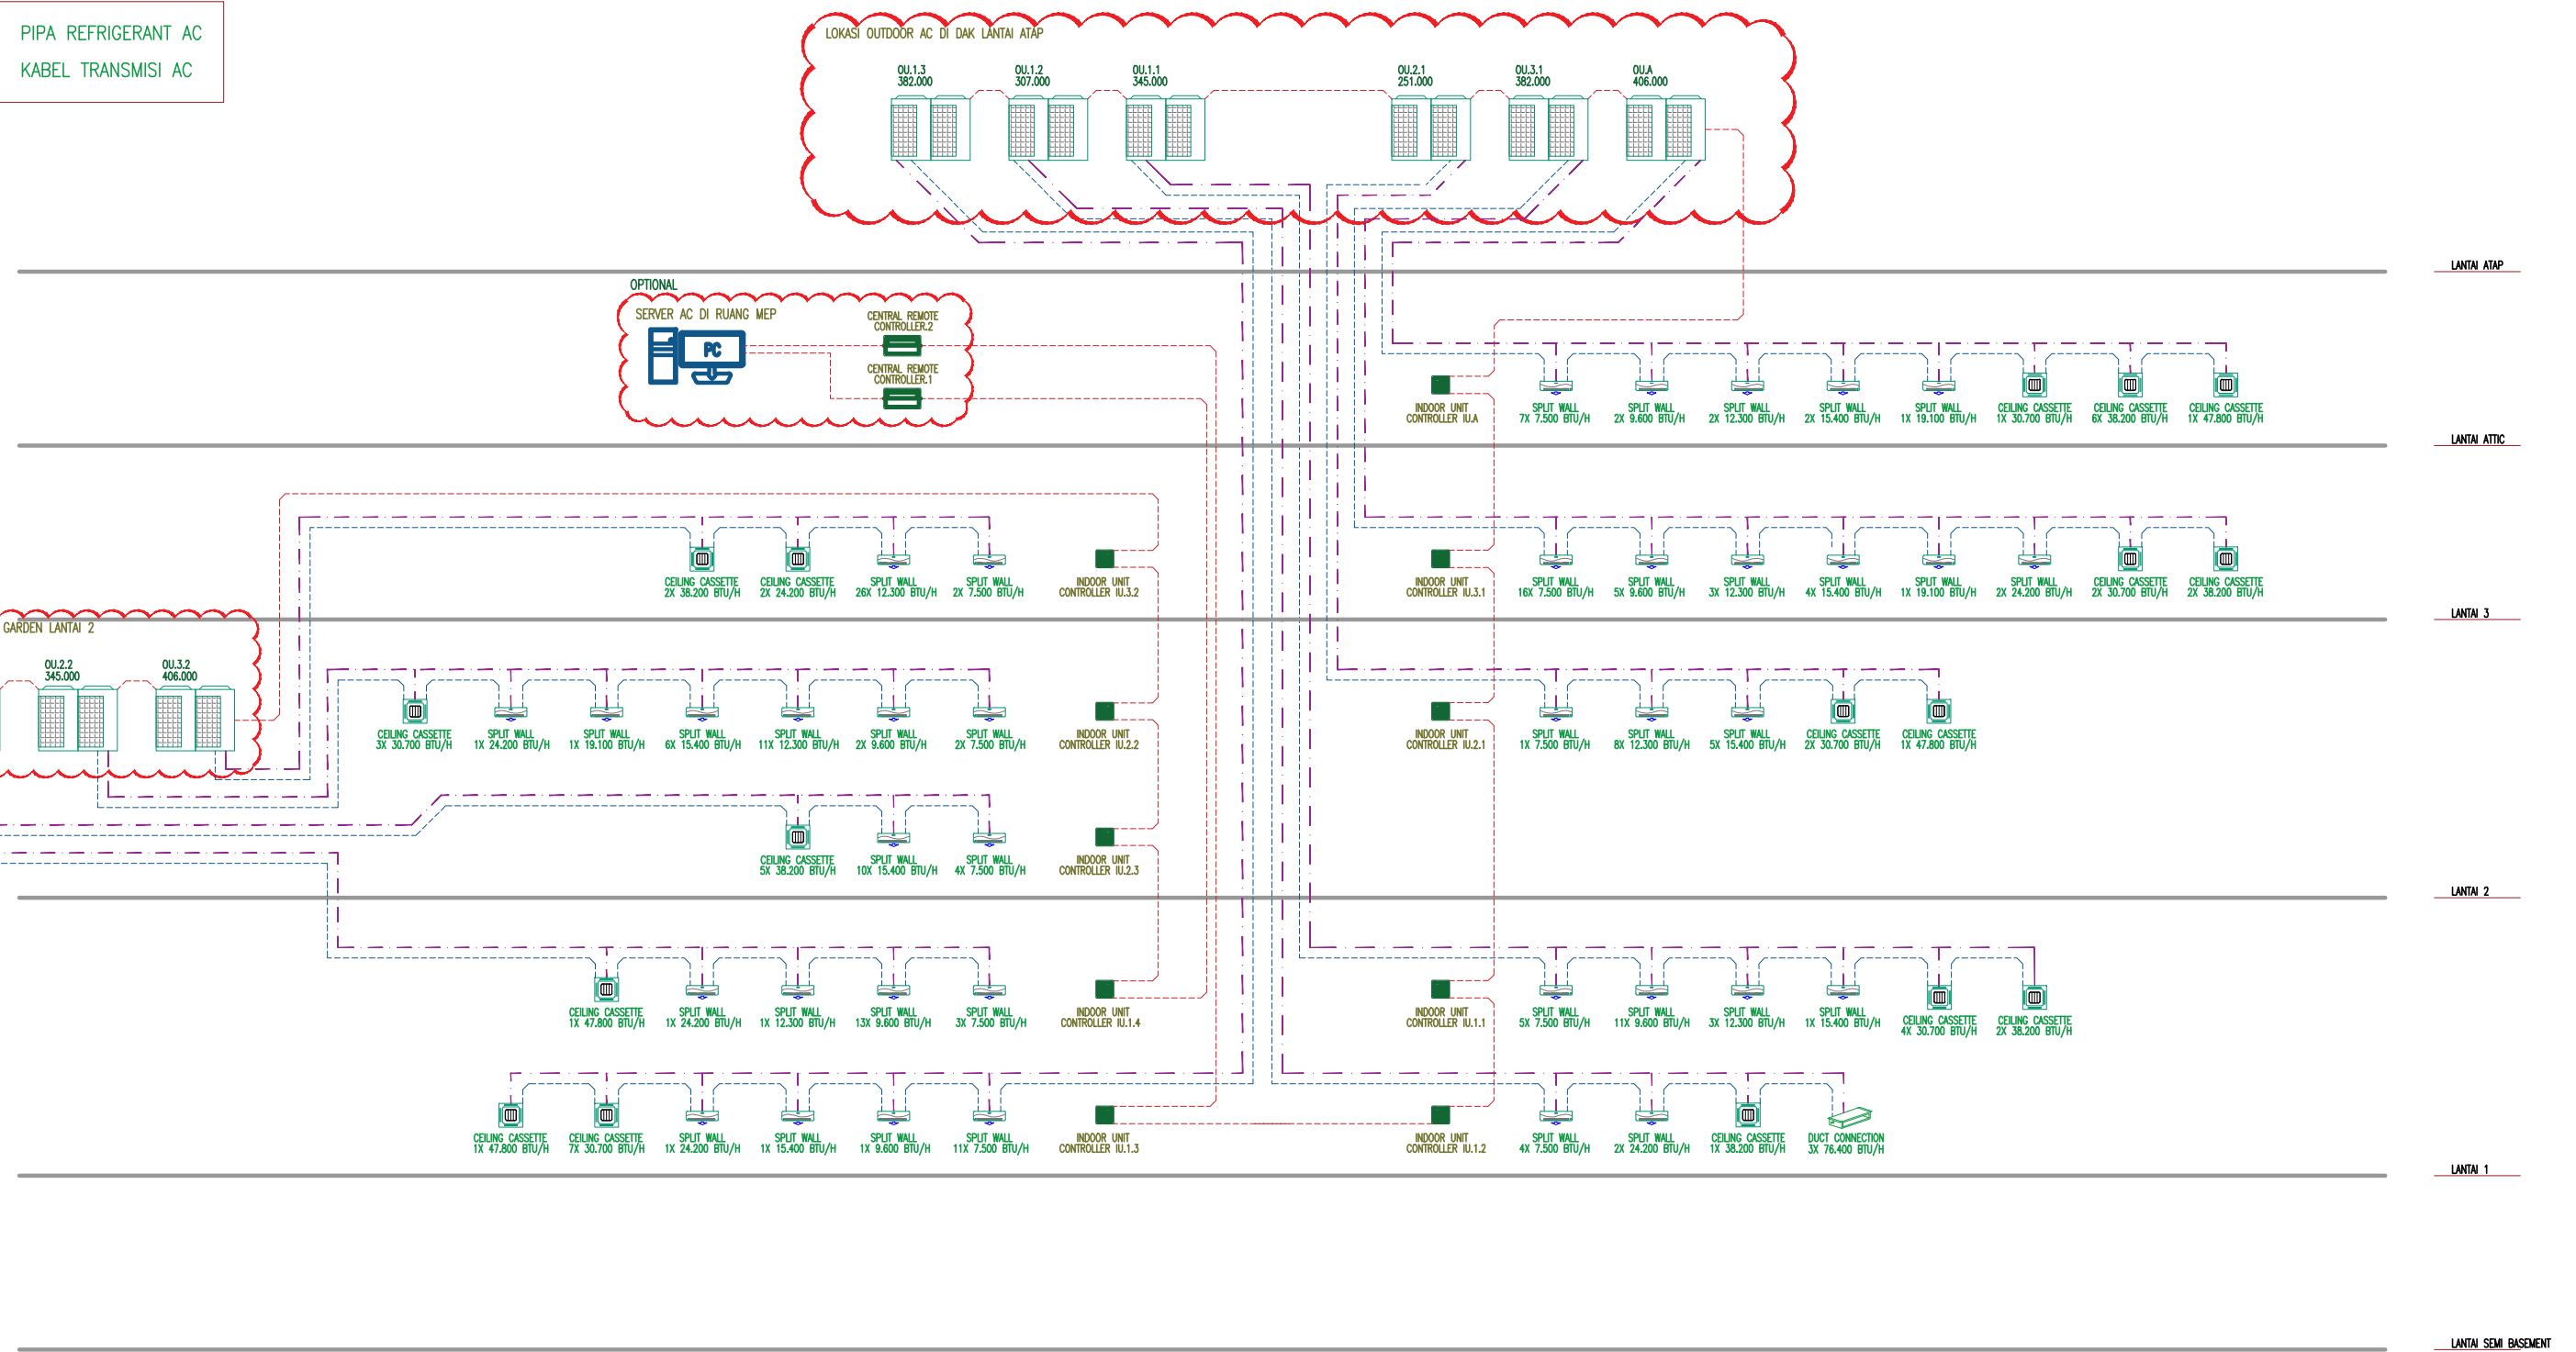 PIPA REFRIGERANT AC
KABEL TRANSMISI AC
LOKASI OUTDOOR AC DI DAK LANTAI ATAP
OU.1.3
382.000
OU.1.2
307.000
OU.1.1
345.000
OU.2.1
251.000
OU.3.1
382.000
OU.A
406.000
LANTAI ATAP
OPTIONAL
SERVER AC DI RUANG MEP
PC
CENTRAL REMOTE
CONTROLLER.2
CENTRAL REMOTE
CONTROLLER.1
INDOOR UNIT
CONTROLLER IU.A
SPLIT WALL
7X 7.500 BTU/H
SPLIT WALL
2X 9.600 BTU/H
SPLIT WALL
2X 12.300 BTU/H
SPLIT WALL
2X 15.400 BTU/H
SPLIT WALL
1X 19.100 BTU/H
CEILING CASSETTE
1X 30.700 BTU/H
CEILING CASSETTE
6X 38.200 BTU/H
CEILING CASSETTE
1X 47.800 BTU/H
LANTAI ATTIC
CEILING CASSETTE
2X 38.200 BTU/H
CEILING CASSETTE
2X 24.200 BTU/H
SPLIT WALL
26X 12.300 BTU/H
SPLIT WALL
2X 7.500 BTU/H
INDOOR UNIT
CONTROLLER IU.3.2
INDOOR UNIT
CONTROLLER IU.3.1
SPLIT WALL
16X 7.500 BTU/H
SPLIT WALL
5X 9.600 BTU/H
SPLIT WALL
3X 12.300 BTU/H
SPLIT WALL
4X 15.400 BTU/H
SPLIT WALL
1X 19.100 BTU/H
SPLIT WALL
2X 24.200 BTU/H
CEILING CASSETTE
2X 30.700 BTU/H
CEILING CASSETTE
2X 38.200 BTU/H
LANTAI 3
GARDEN LANTAI 2
OU.2.2
345.000
OU.3.2
406.000
CEILING CASSETTE
3X 30.700 BTU/H
SPLIT WALL
1X 24.200 BTU/H
SPLIT WALL
1X 19.100 BTU/H
SPLIT WALL
6X 15.400 BTU/H
SPLIT WALL
11X 12.300 BTU/H
SPLIT WALL
2X 9.600 BTU/H
SPLIT WALL
2X 7.500 BTU/H
INDOOR UNIT
CONTROLLER IU.2.2
INDOOR UNIT
CONTROLLER IU.2.1
SPLIT WALL
1X 7.500 BTU/H
SPLIT WALL
8X 12.300 BTU/H
SPLIT WALL
5X 15.400 BTU/H
CEILING CASSETTE
2X 30.700 BTU/H
CEILING CASSETTE
1X 47.800 BTU/H
CEILING CASSETTE
5X 38.200 BTU/H
SPLIT WALL
10X 15.400 BTU/H
SPLIT WALL
4X 7.500 BTU/H
INDOOR UNIT
CONTROLLER IU.2.3
LANTAI 2
CEILING CASSETTE
1X 47.800 BTU/H
SPLIT WALL
1X 24.200 BTU/H
SPLIT WALL
1X 12.300 BTU/H
SPLIT WALL
13X 9.600 BTU/H
SPLIT WALL
3X 7.500 BTU/H
INDOOR UNIT
CONTROLLER IU.1.4
INDOOR UNIT
CONTROLLER IU.1.1
SPLIT WALL
5X 7.500 BTU/H
SPLIT WALL
11X 9.600 BTU/H
SPLIT WALL
3X 12.300 BTU/H
SPLIT WALL
1X 15.400 BTU/H
CEILING CASSETTE
4X 30.700 BTU/H
CEILING CASSETTE
2X 38.200 BTU/H
CEILING CASSETTE
1X 47.800 BTU/H
CEILING CASSETTE
7X 30.700 BTU/H
SPLIT WALL
1X 24.200 BTU/H
SPLIT WALL
1X 15.400 BTU/H
SPLIT WALL
1X 9.600 BTU/H
SPLIT WALL
11X 7.500 BTU/H
INDOOR UNIT
CONTROLLER IU.1.3
INDOOR UNIT
CONTROLLER IU.1.2
SPLIT WALL
4X 7.500 BTU/H
SPLIT WALL
2X 24.200 BTU/H
CEILING CASSETTE
1X 38.200 BTU/H
DUCT CONNECTION
3X 76.400 BTU/H
LANTAI 1
LANTAI SEMI BASEMENT